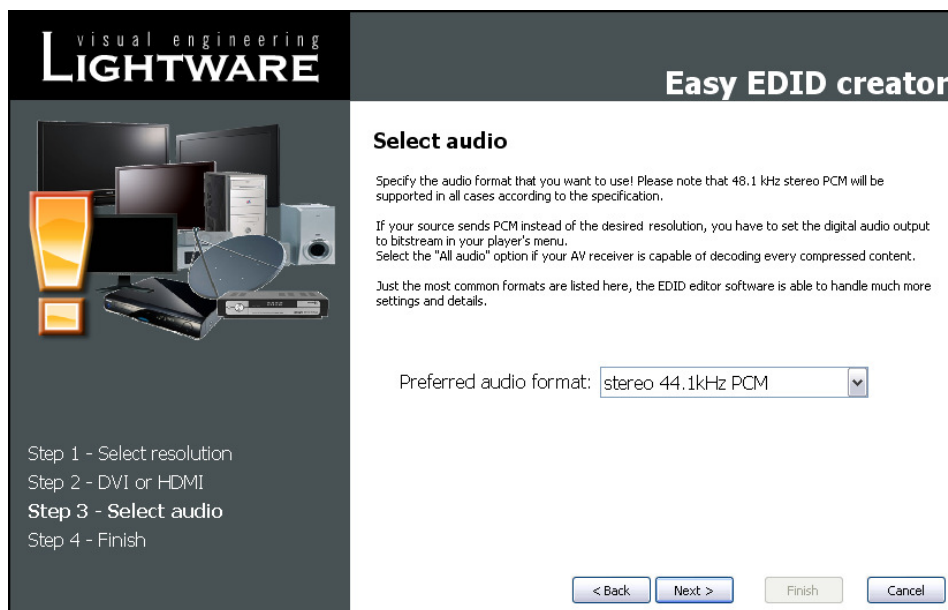 visual engineering
LIGHTWARE
Easy EDID creator
Select audio
Specify the audio format that you want to use! Please note that 48.1 kHz stereo PCM will be
supported in all cases according to the specification.
If your source sends PCM instead of the desired resolution, you have to set the digital audio output
to bitstream in your player's menu.
Select the "All audio" option if your AV receiver is capable of decoding every compressed content.
Just the most common formats are listed here, the EDID editor software is able to handle much more
settings and details.
Preferred audio format: stereo 44.1kHz PCM
Step 1 - Select resolution
Step 2 - DVI or HDMI
Step 3 - Select audio
Step 4 - Finish
< Back Next > Finish Cancel